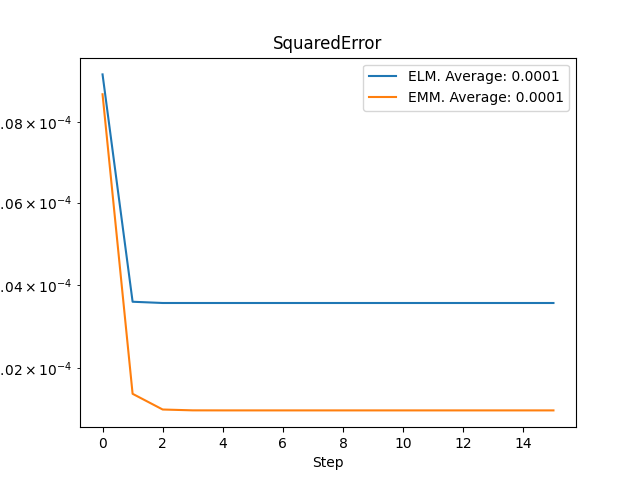 SquaredError
ELM. Average: 0.0001
EMM. Average: 0.0001
.08 × 10⁻⁴
.06 × 10⁻⁴
.04 × 10⁻⁴
.02 × 10⁻⁴
0 2 4 6 8 10 12 14
Step